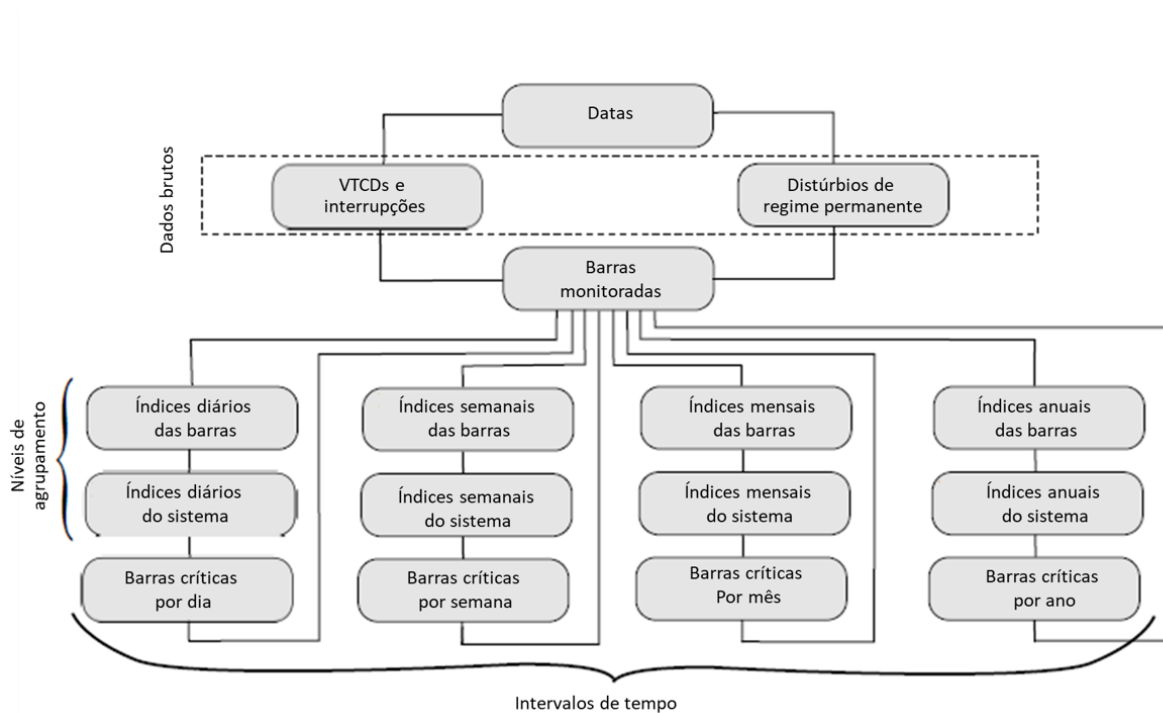 Datas
Dados brutos
VTCDs e
interrupções
Distúrbios de
regime permanente
Barras
monitoradas
Níveis de
agrupamento
Índices diários
das barras
Índices semanais
das barras
Índices mensais
das barras
Índices anuais
das barras
Índices diários
do sistema
Índices semanais
do sistema
Índices mensais
do sistema
Índices anuais
do sistema
Barras críticas
por dia
Barras críticas
por semana
Barras críticas
Por mês
Barras críticas
por ano
Intervalos de tempo